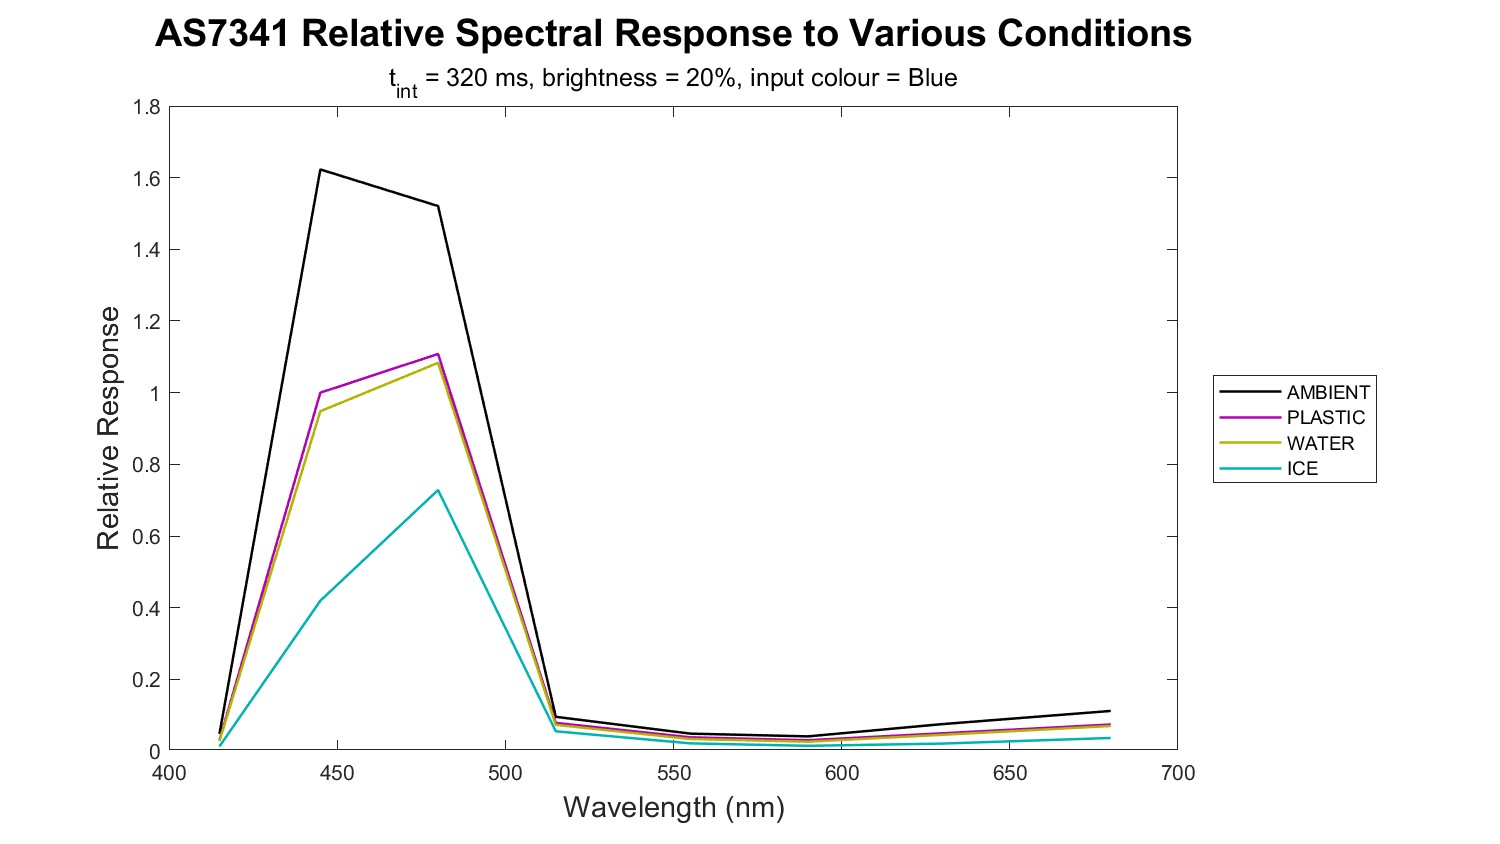 AS7341 Relative Spectral Response to Various Conditions
t_int = 320 ms, brightness = 20%, input colour = Blue
1.8
1.6
1.4
1.2
1
0.8
0.6
0.4
0.2
0
Relative Response
400 450 500 550 600 650 700
Wavelength (nm)
AMBIENT
PLASTIC
WATER
ICE